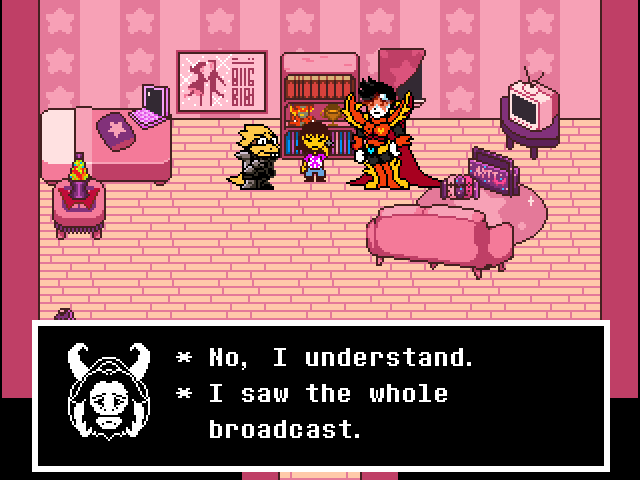 * No, I understand.
* I saw the whole
broadcast.